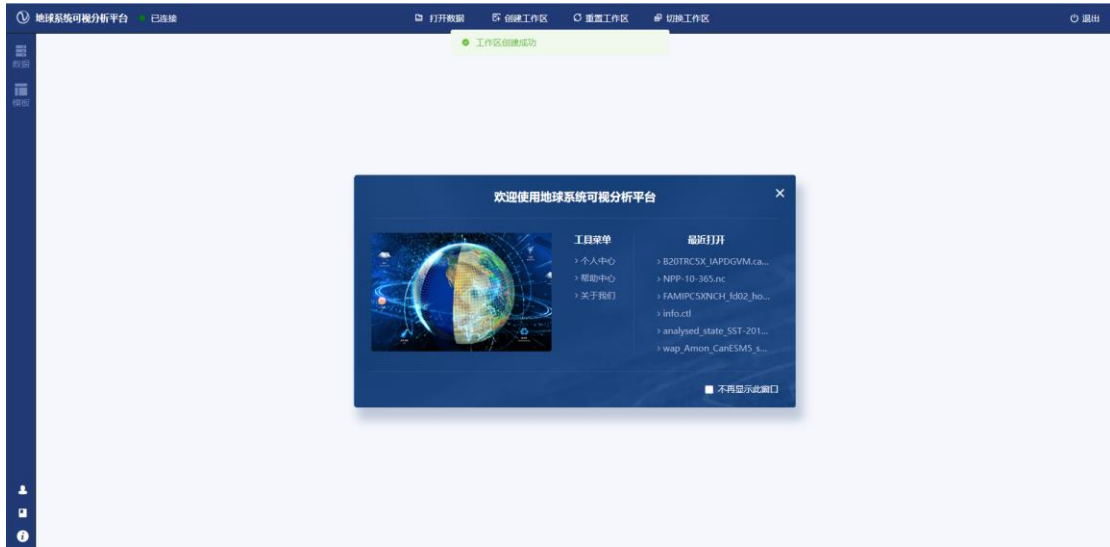 地球系统可视分析平台 已连接 打开数据 创建工作区 重置工作区 切换工作区 退出
工作区创建成功
数据
模板
欢迎使用地球系统可视分析平台
工具菜单
>个人中心
>帮助中心
>关于我们
最近打开
>B20TRC5X_IAPDGVM.ca...
>NPP-10-365.nc
>FAMIPC5XNCH_fd02_ho...
>info.ctl
>analysed_state_SST-201...
>wap_Amon_CanESM5_s...
不再显示此窗口